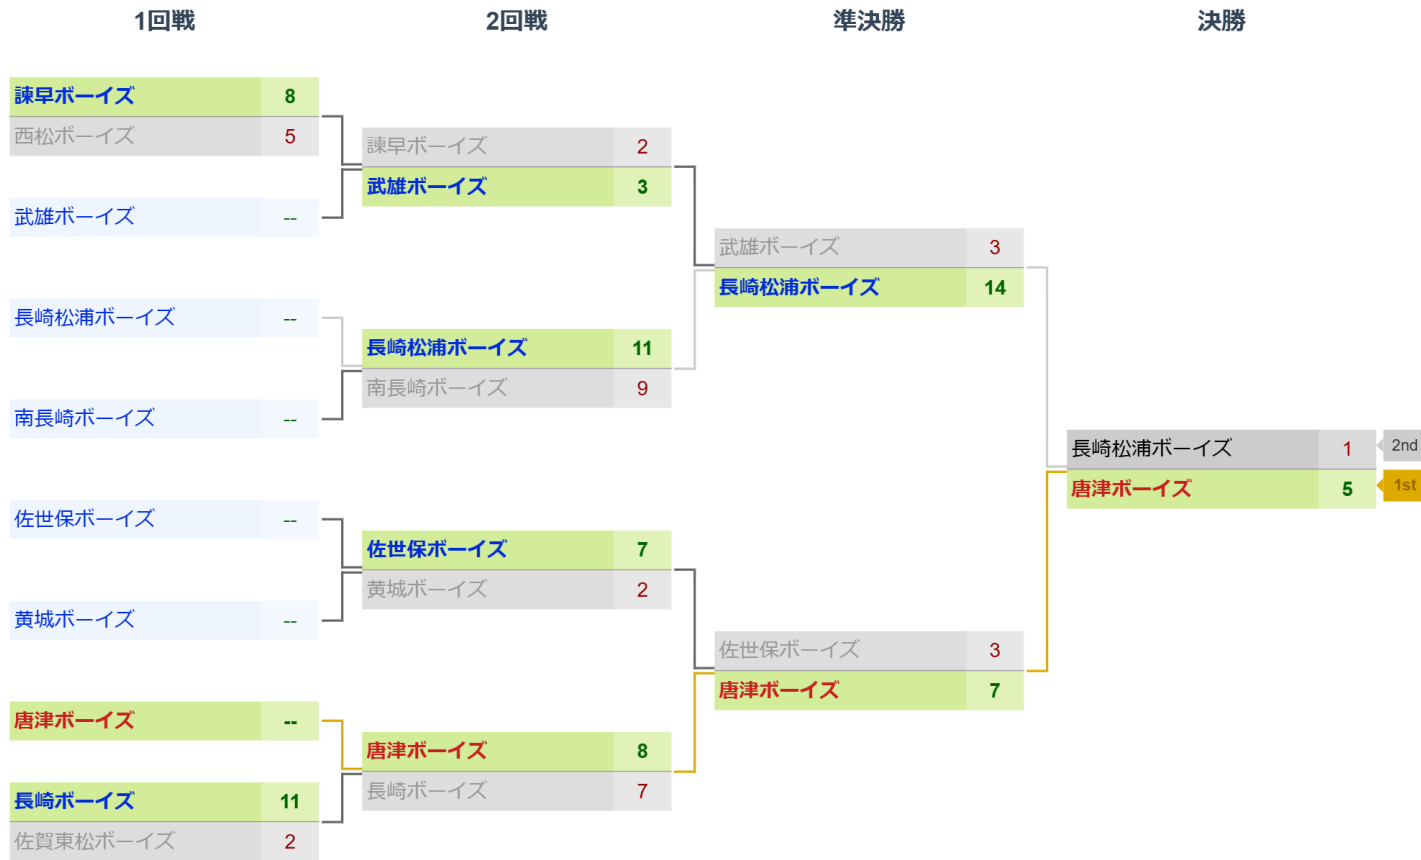 1回戦 2回戦 準決勝 決勝
諫早ボーイズ 8
西松ボーイズ 5
武雄ボーイズ --
長崎松浦ボーイズ --
南長崎ボーイズ --
佐世保ボーイズ --
黄城ボーイズ --
唐津ボーイズ --
長崎ボーイズ 11
佐賀東松ボーイズ 2
諫早ボーイズ 2
武雄ボーイズ 3
長崎松浦ボーイズ 11
南長崎ボーイズ 9
佐世保ボーイズ 7
黄城ボーイズ 2
唐津ボーイズ 8
長崎ボーイズ 7
武雄ボーイズ 3
長崎松浦ボーイズ 14
佐世保ボーイズ 3
唐津ボーイズ 7
長崎松浦ボーイズ 1 2nd
唐津ボーイズ 5 1st